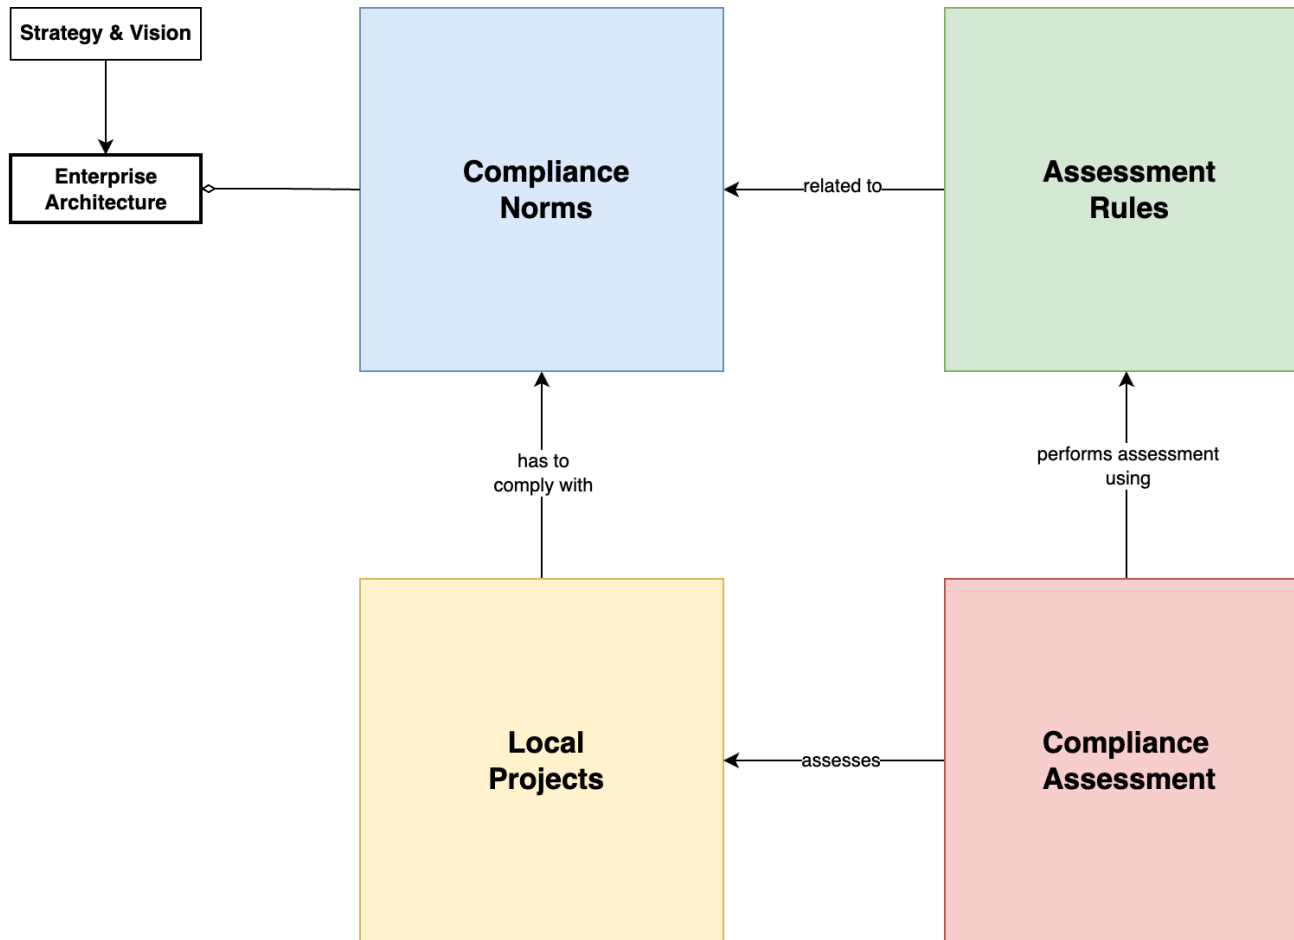 Strategy & Vision
Enterprise
Architecture
Compliance
Norms
related to
Assessment
Rules
has to
comply with
performs assessment
using
Local
Projects
assesses
Compliance
Assessment